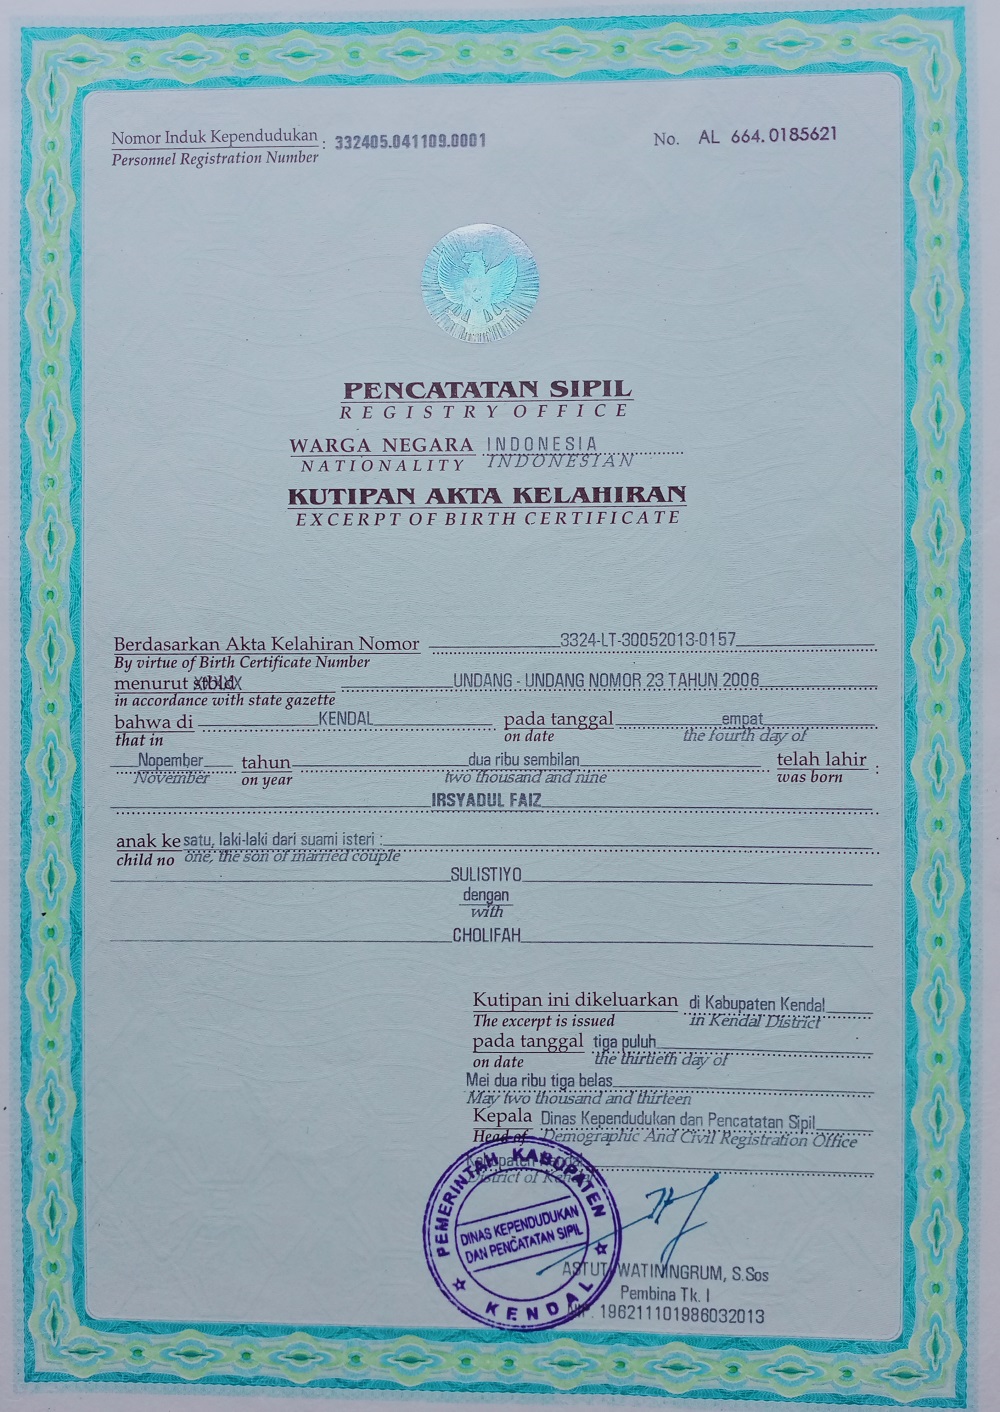 Nomor Induk Kependudukan : 332405.041109.0001
Personnel Registration Number
No. AL 664.0185621
PENCATATAN SIPIL
REGISTRY OFFICE
WARGA NEGARA INDONESIA
NATIONALITY INDONESIAN
KUTIPAN AKTA KELAHIRAN
EXCERPT OF BIRTH CERTIFICATE
Berdasarkan Akta Kelahiran Nomor 3324-LT-30052013-0157
By virtue of Birth Certificate Number
menurut UNDANG - UNDANG NOMOR 23 TAHUN 2006
in accordance with state gazette
bahwa di KENDAL pada tanggal empat
that in on date the fourth day of
Nopember tahun dua ribu sembilan telah lahir :
November on year two thousand and nine was born
IRSYADUL FAIZ
anak ke satu, laki-laki dari suami isteri :
child no one, the son of married couple
SULISTIYO
dengan
with
CHOLIFAH
Kutipan ini dikeluarkan di Kabupaten Kendal
The excerpt is issued in Kendal District
pada tanggal tiga puluh
on date the thirtieth day of
Mei dua ribu tiga belas
May two thousand and thirteen
Kepala Dinas Kependudukan dan Pencatatan Sipil
Head of Demographic And Civil Registration Office
Kabupaten Kendal
District of Kendal
PEMERINTAH KABUPATEN
DINAS KEPENDUDUKAN
DAN PENCATATAN SIPIL
KENDAL
ASTUTI WATININGRUM, S.Sos
Pembina Tk. I
NIP. 196211101986032013